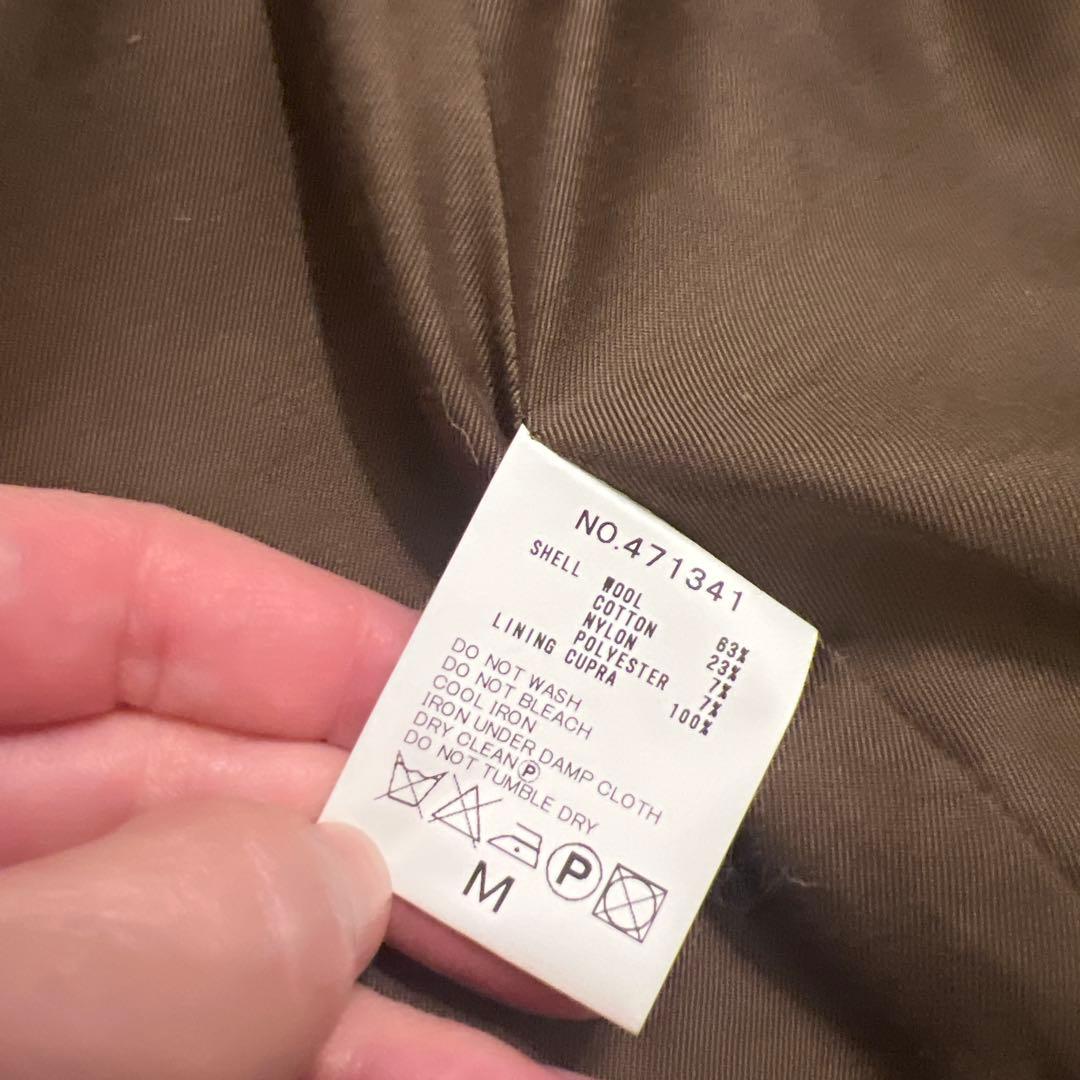 NO.471341
SHELL
WOOL 63%
COTTON 23%
NYLON 7%
POLYESTER 7%
LINING CUPRA 100%
DO NOT WASH
DO NOT BLEACH
COOL IRON
IRON UNDER DAMP CLOTH
DRY CLEAN Ⓟ
DO NOT TUMBLE DRY
P
M